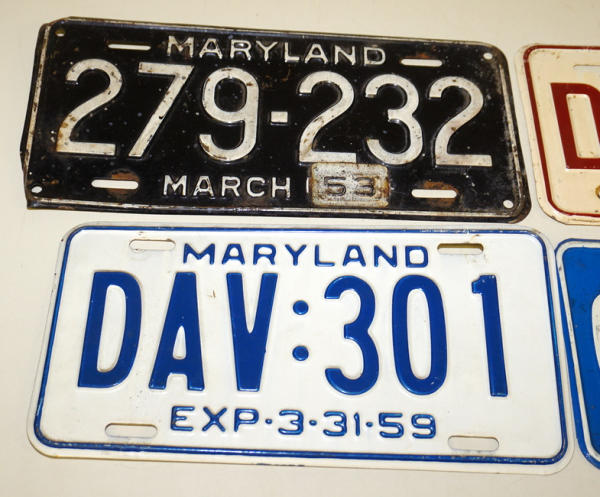 MARYLAND
279-232
MARCH 53
MARYLAND
DAV:301
EXP·3·31·59
D